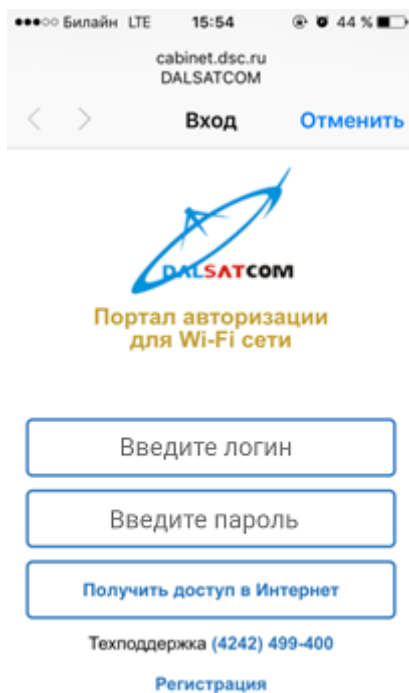 Билайн LTE 15:54 44 %
cabinet.dsc.ru
DALSATCOM
Вход Отменить
DALSATCOM
Портал авторизации
для Wi-Fi сети
Введите логин
Введите пароль
Получить доступ в Интернет
Техподдержка (4242) 499-400
Регистрация